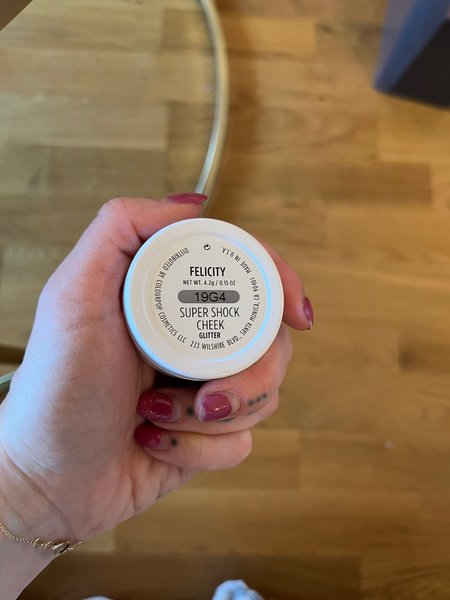 FELICITY
NET WT. 4.2g / 0.15 OZ
19G4
SUPER SHOCK
CHEEK
GLITTER
DISTRIBUTED BY COLOURPOP COSMETICS LLC 233 WILSHIRE BLVD, SANTA MONICA, CA 90401 MADE IN U.S.A.